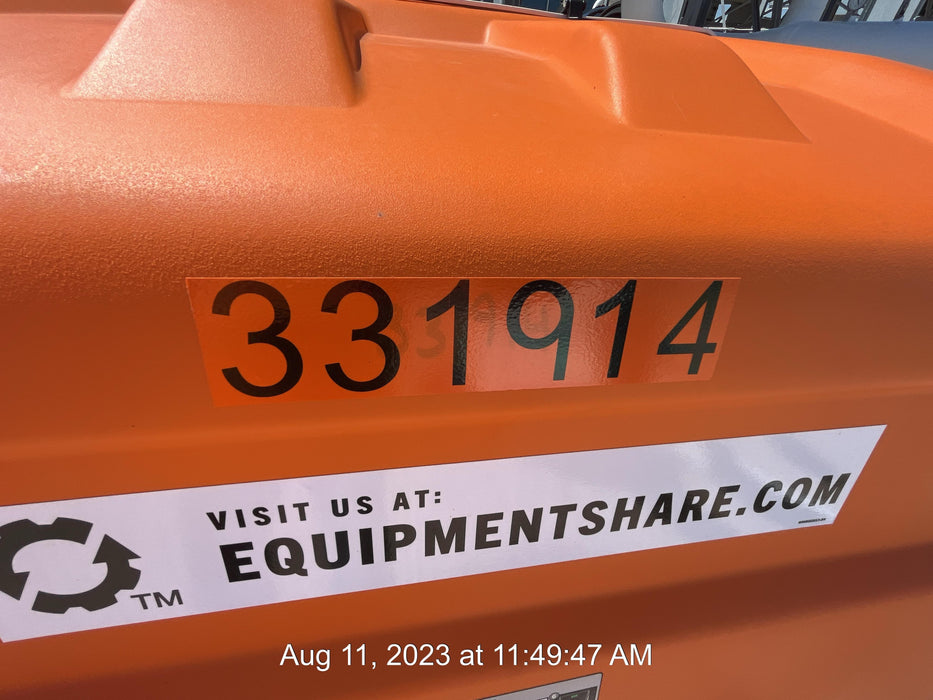 331914
VISIT US AT:
EQUIPMENTSHARE.COM
TM
Aug 11, 2023 at 11:49:47 AM